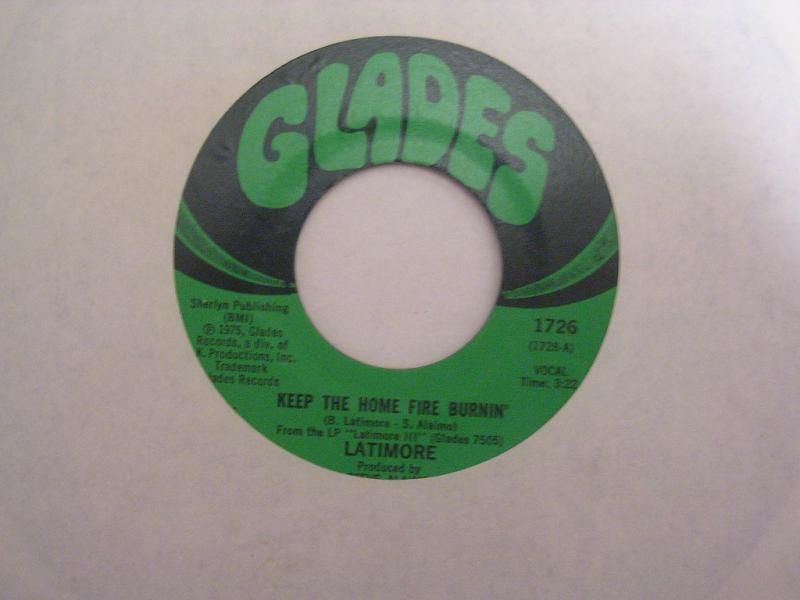 GLADES
Sherlyn Publishing
(BMI)
℗ 1975, Glades
Records, a div. of
K. Productions, Inc.
Trademark
ades Records
1726
(1726-A)
VOCAL
Time: 3:22
KEEP THE HOME FIRE BURNIN'
(B. Latimore - S. Alaimo)
From the LP "Latimore III" (Glades 7505)
LATIMORE
Produced by